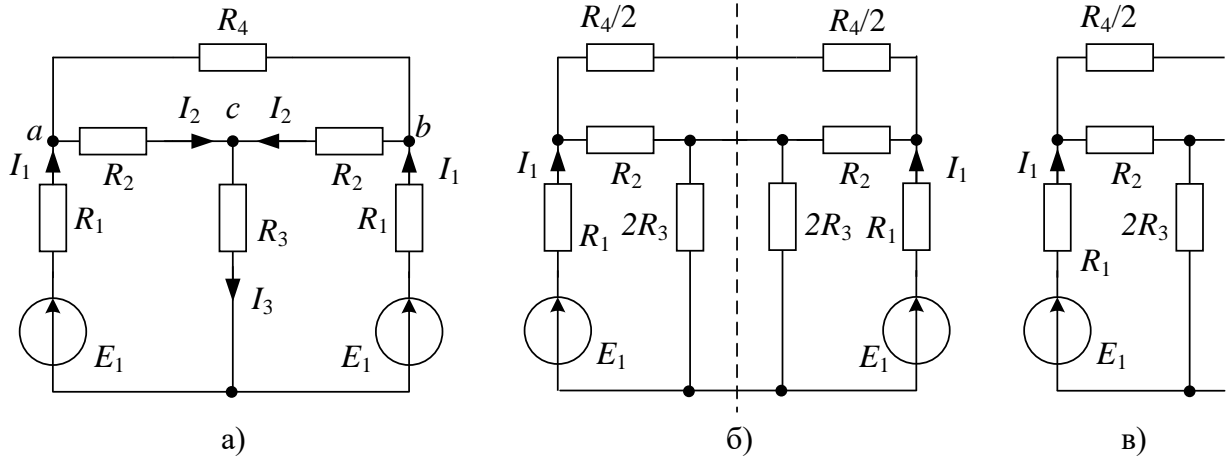 R4 R4/2 R4/2 R4/2
a I2 c I2 b
I1 R2 R2 I1 I1 R2 R2 I1 I1 R2
R1 R3 R1 R1 2R3 2R3 R1 R1 2R3
I3
E1 E1 E1 E1 E1
а) б) в)